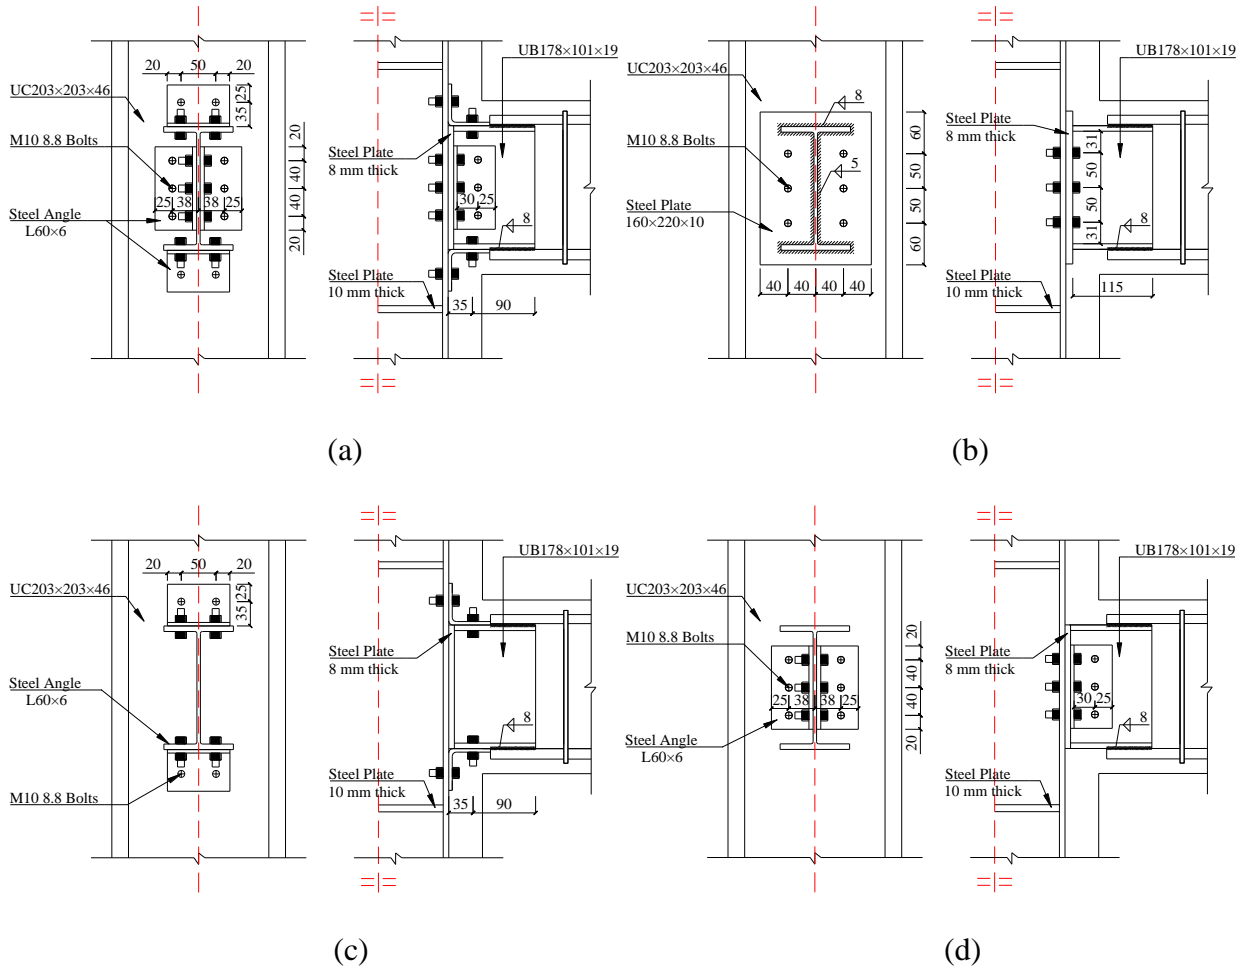 20 50 20
UC203×203×46
25
35
M10 8.8 Bolts
20
40
40
20
25 38 38 25
Steel Angle
L60×6
UB178×101×19
Steel Plate
8 mm thick
30 25
8
Steel Plate
10 mm thick
35 90
(a)
UC203×203×46
8
M10 8.8 Bolts
5
Steel Plate
160×220×10
60
50
50
60
40 40 40 40
UB178×101×19
Steel Plate
8 mm thick
31
50
50
31
8
Steel Plate
10 mm thick
115
(b)
20 50 20
UC203×203×46
25
35
Steel Angle
L60×6
M10 8.8 Bolts
UB178×101×19
Steel Plate
8 mm thick
8
Steel Plate
10 mm thick
35 90
(c)
UC203×203×46
M10 8.8 Bolts
20
40
40
20
25 38 38 25
Steel Angle
L60×6
UB178×101×19
Steel Plate
8 mm thick
30 25
8
Steel Plate
10 mm thick
(d)